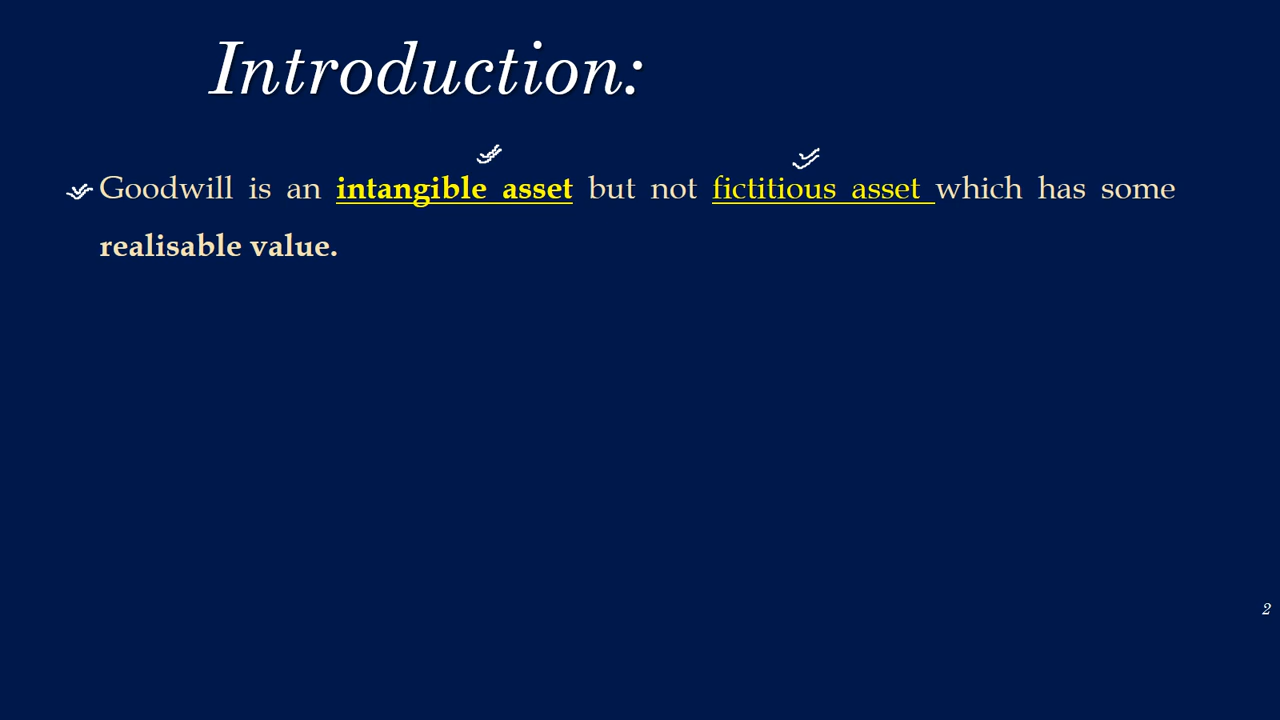 Introduction:
Goodwill is an intangible asset but not fictitious asset which has some
realisable value.
2